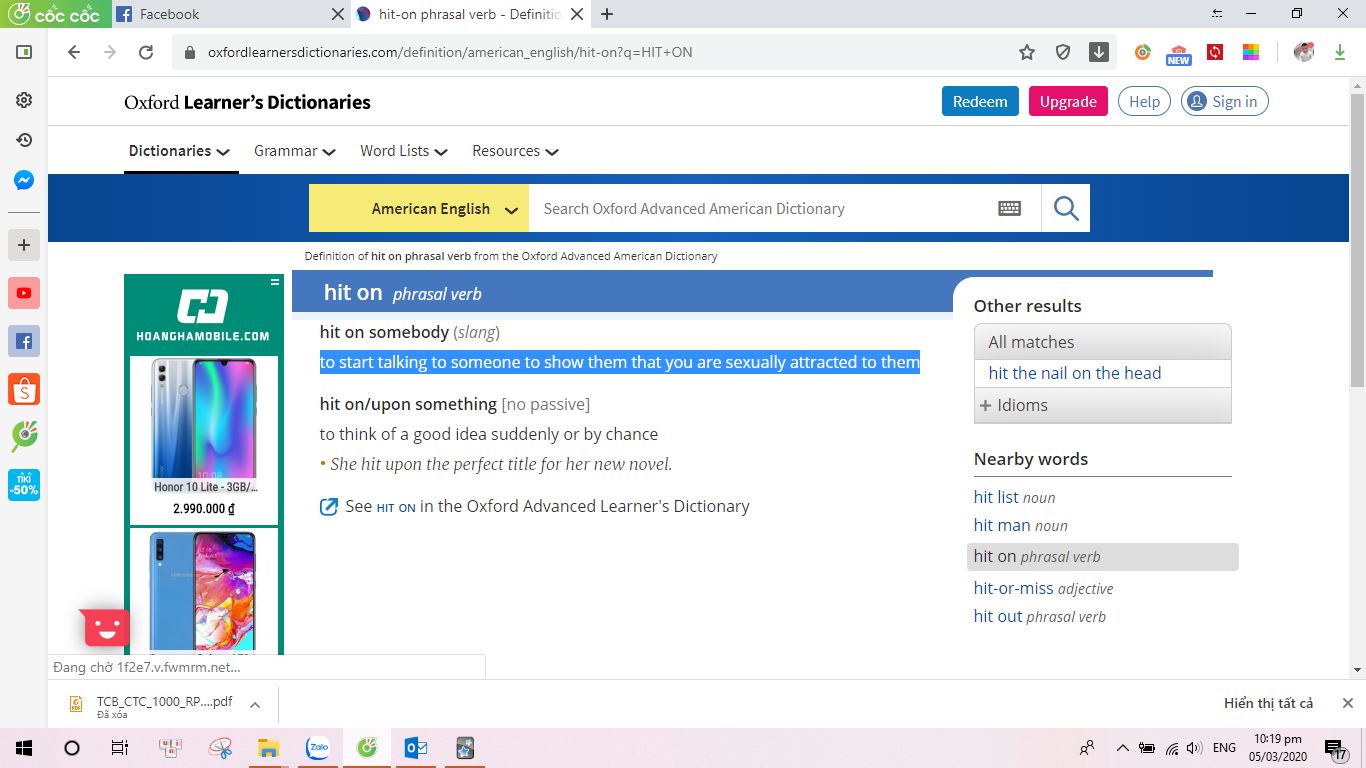 cốc cốc
Facebook
hit-on phrasal verb - Definitio
oxfordlearnersdictionaries.com/definition/american_english/hit-on?q=HIT+ON
NEW
Oxford Learner's Dictionaries
Redeem
Upgrade
Help
Sign in
Dictionaries
Grammar
Word Lists
Resources
American English
Search Oxford Advanced American Dictionary
Definition of hit on phrasal verb from the Oxford Advanced American Dictionary
HOANGHAMOBILE.COM
Honor 10 Lite - 3GB/...
2.990.000 ₫
hit on phrasal verb
hit on somebody (slang)
to start talking to someone to show them that you are sexually attracted to them
hit on/upon something [no passive]
to think of a good idea suddenly or by chance
• She hit upon the perfect title for her new novel.
See HIT ON in the Oxford Advanced Learner's Dictionary
Other results
All matches
hit the nail on the head
+ Idioms
Nearby words
hit list noun
hit man noun
hit on phrasal verb
hit-or-miss adjective
hit out phrasal verb
TIKI
-50%
Đang chờ 1f2e7.v.fwmrm.net...
TCB_CTC_1000_RP....pdf
Đã xóa
Hiển thị tất cả
Zalo
ENG
10:19 pm
05/03/2020
17